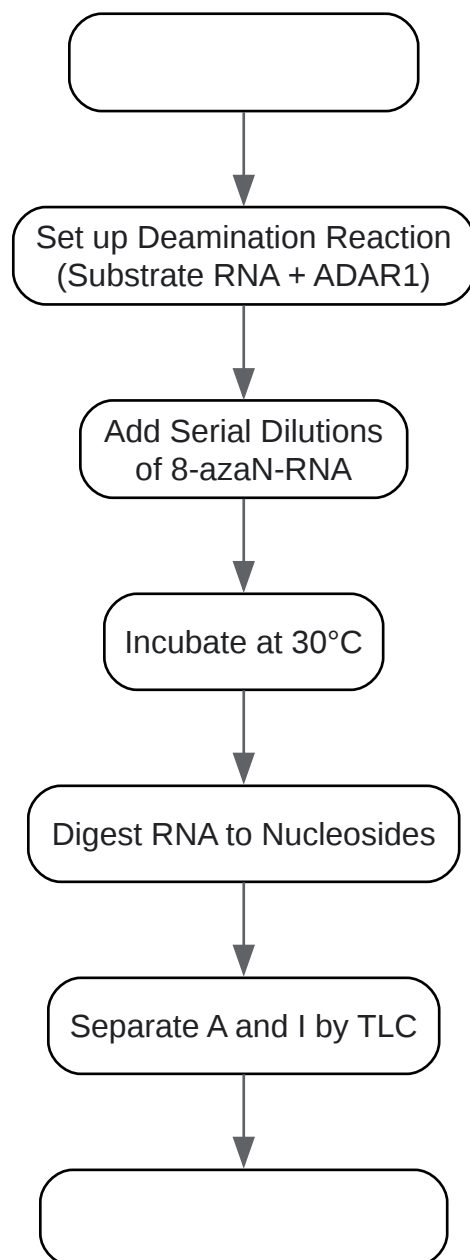 Set up Deamination Reaction
(Substrate RNA + ADAR1)
Add Serial Dilutions
of 8-azaN-RNA
Incubate at 30°C
Digest RNA to Nucleosides
Separate A and I by TLC